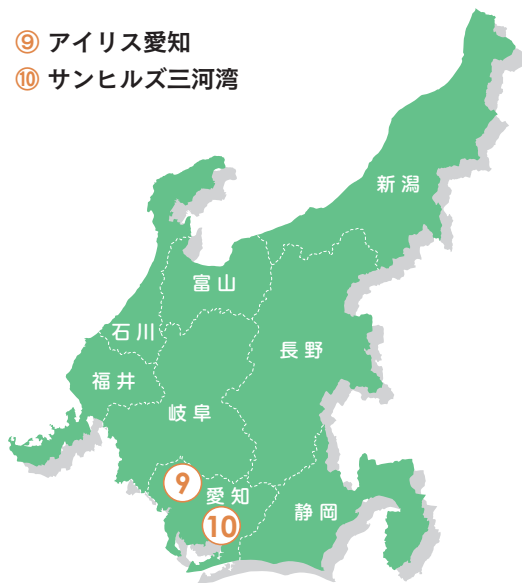 ⑨ アイリス愛知
⑩ サンヒルズ三河湾
新潟
富山
石川
長野
福井
岐阜
⑨
愛知
静岡
⑩